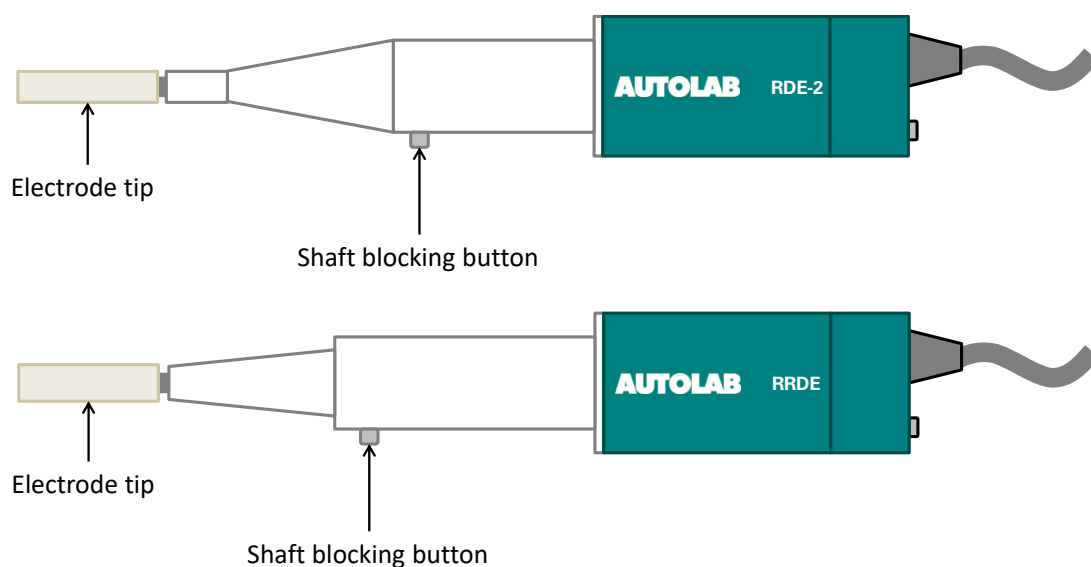 AUTOLAB RDE-2
Electrode tip
Shaft blocking button
AUTOLAB RRDE
Electrode tip
Shaft blocking button